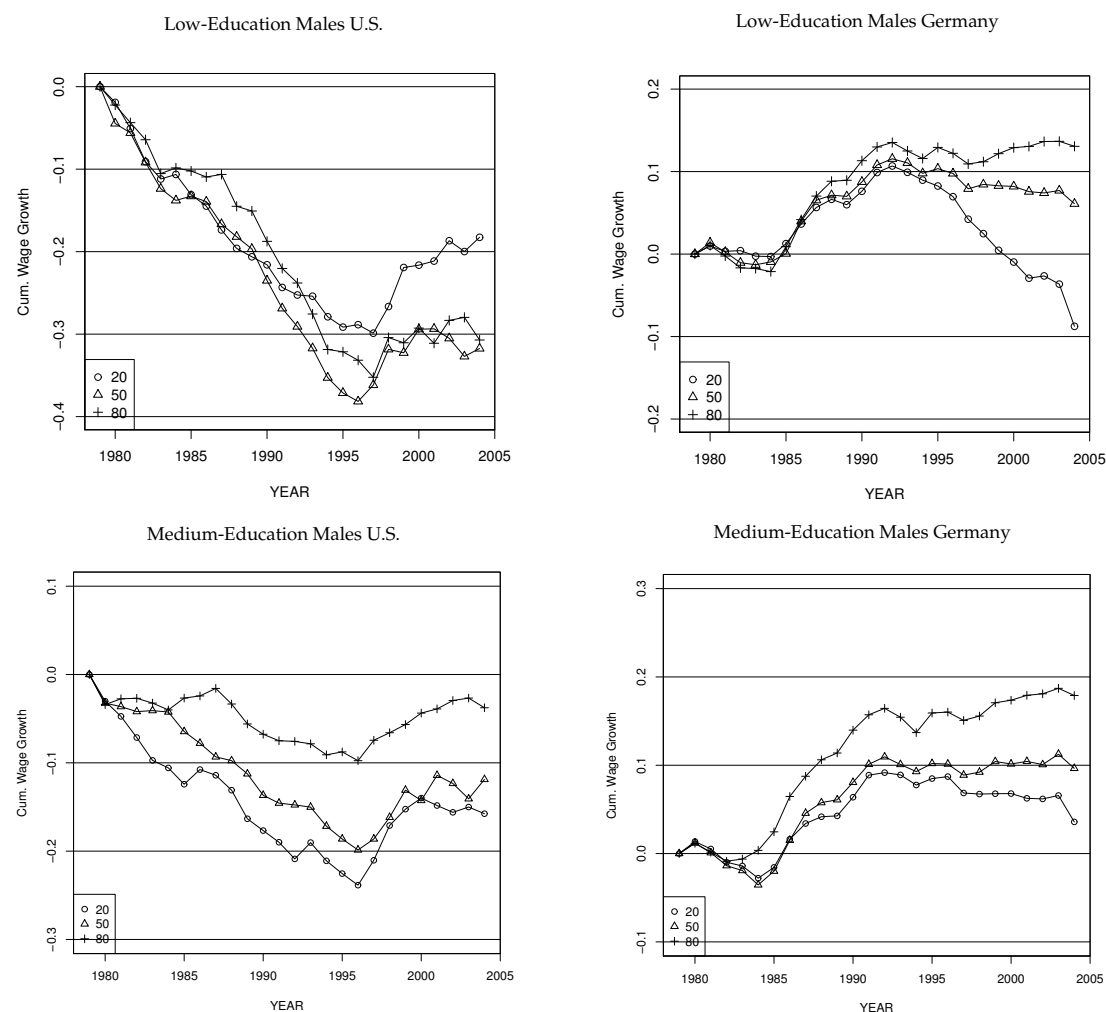 Low-Education Males U.S.
Cum. Wage Growth
0.0
−0.1
−0.2
−0.3
−0.4
20
50
80
1980 1985 1990 1995 2000 2005
YEAR
Low-Education Males Germany
Cum. Wage Growth
0.2
0.1
0.0
−0.1
−0.2
20
50
80
1980 1985 1990 1995 2000 2005
YEAR
Medium-Education Males U.S.
Cum. Wage Growth
0.1
0.0
−0.1
−0.2
−0.3
20
50
80
1980 1985 1990 1995 2000 2005
YEAR
Medium-Education Males Germany
Cum. Wage Growth
0.3
0.2
0.1
0.0
−0.1
20
50
80
1980 1985 1990 1995 2000 2005
YEAR